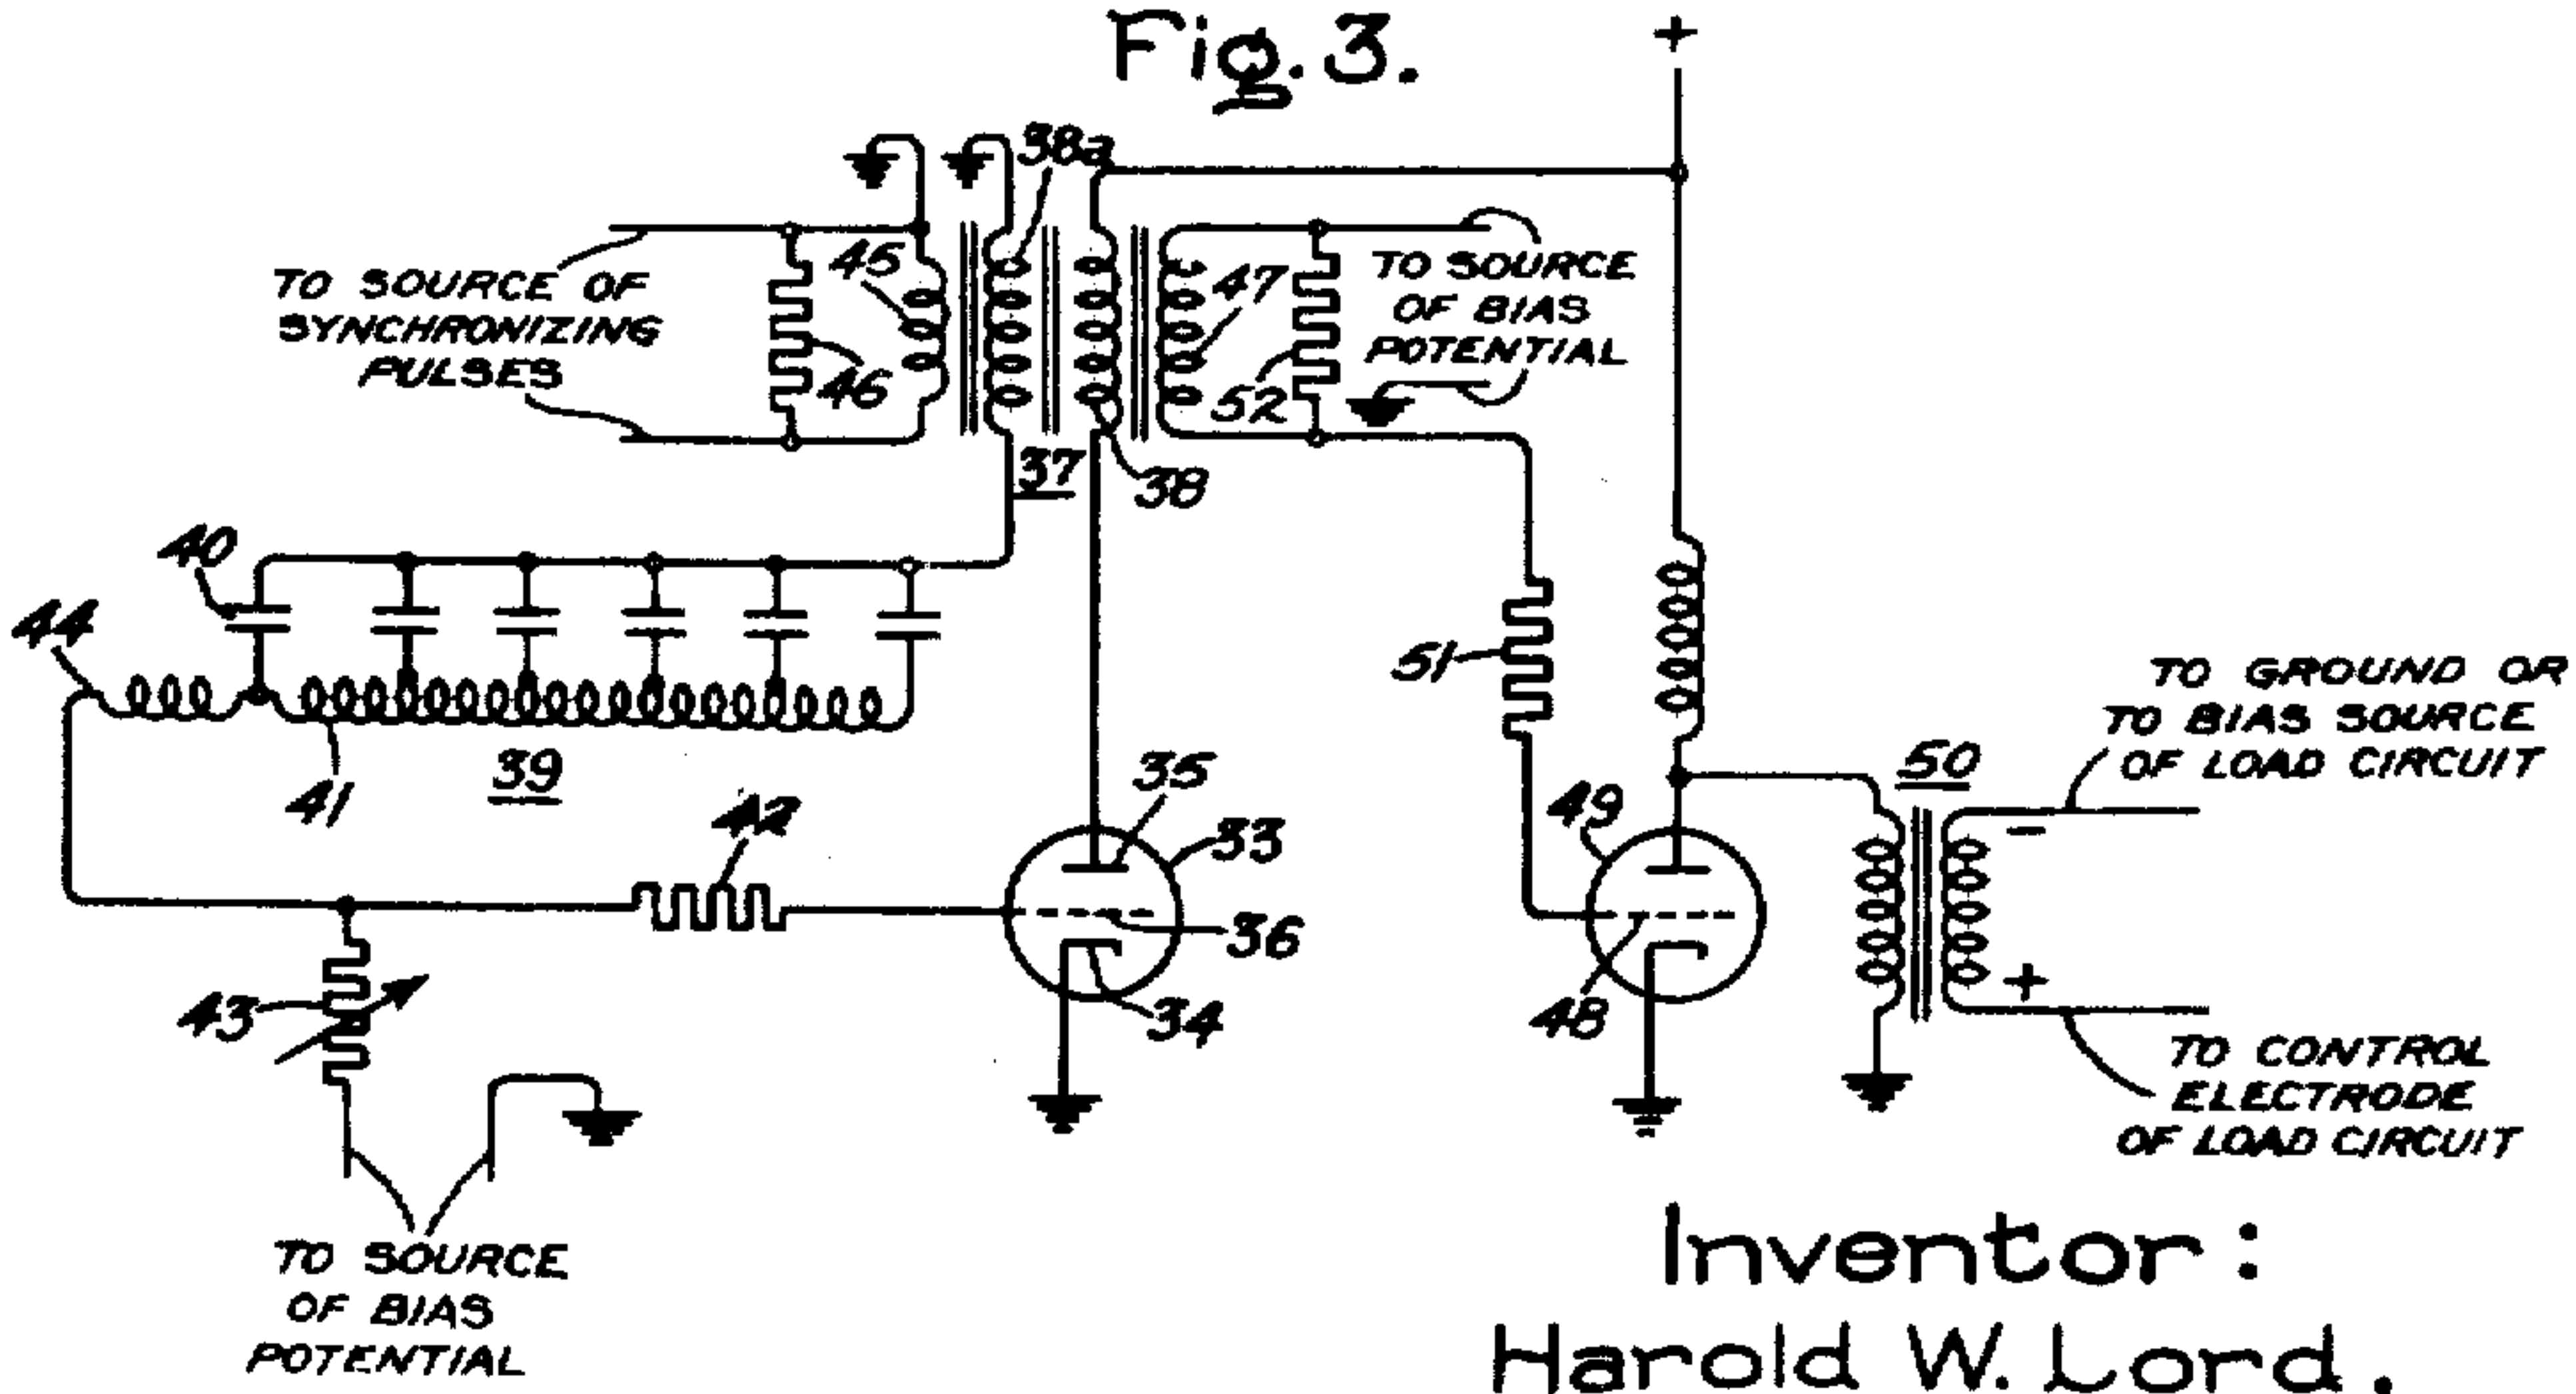 Fig. 3.
+
38a
TO SOURCE OF
SYNCHRONIZING
PULSES
45
46
47
52
TO SOURCE
OF BIAS
POTENTIAL
37
38
40
44
41
39
42
51
35
33
36
34
43
49
48
50
TO GROUND OR
TO BIAS SOURCE
OF LOAD CIRCUIT
-
+
TO CONTROL
ELECTRODE
OF LOAD CIRCUIT
TO SOURCE
OF BIAS
POTENTIAL
Inventor:
Harold W. Lord.